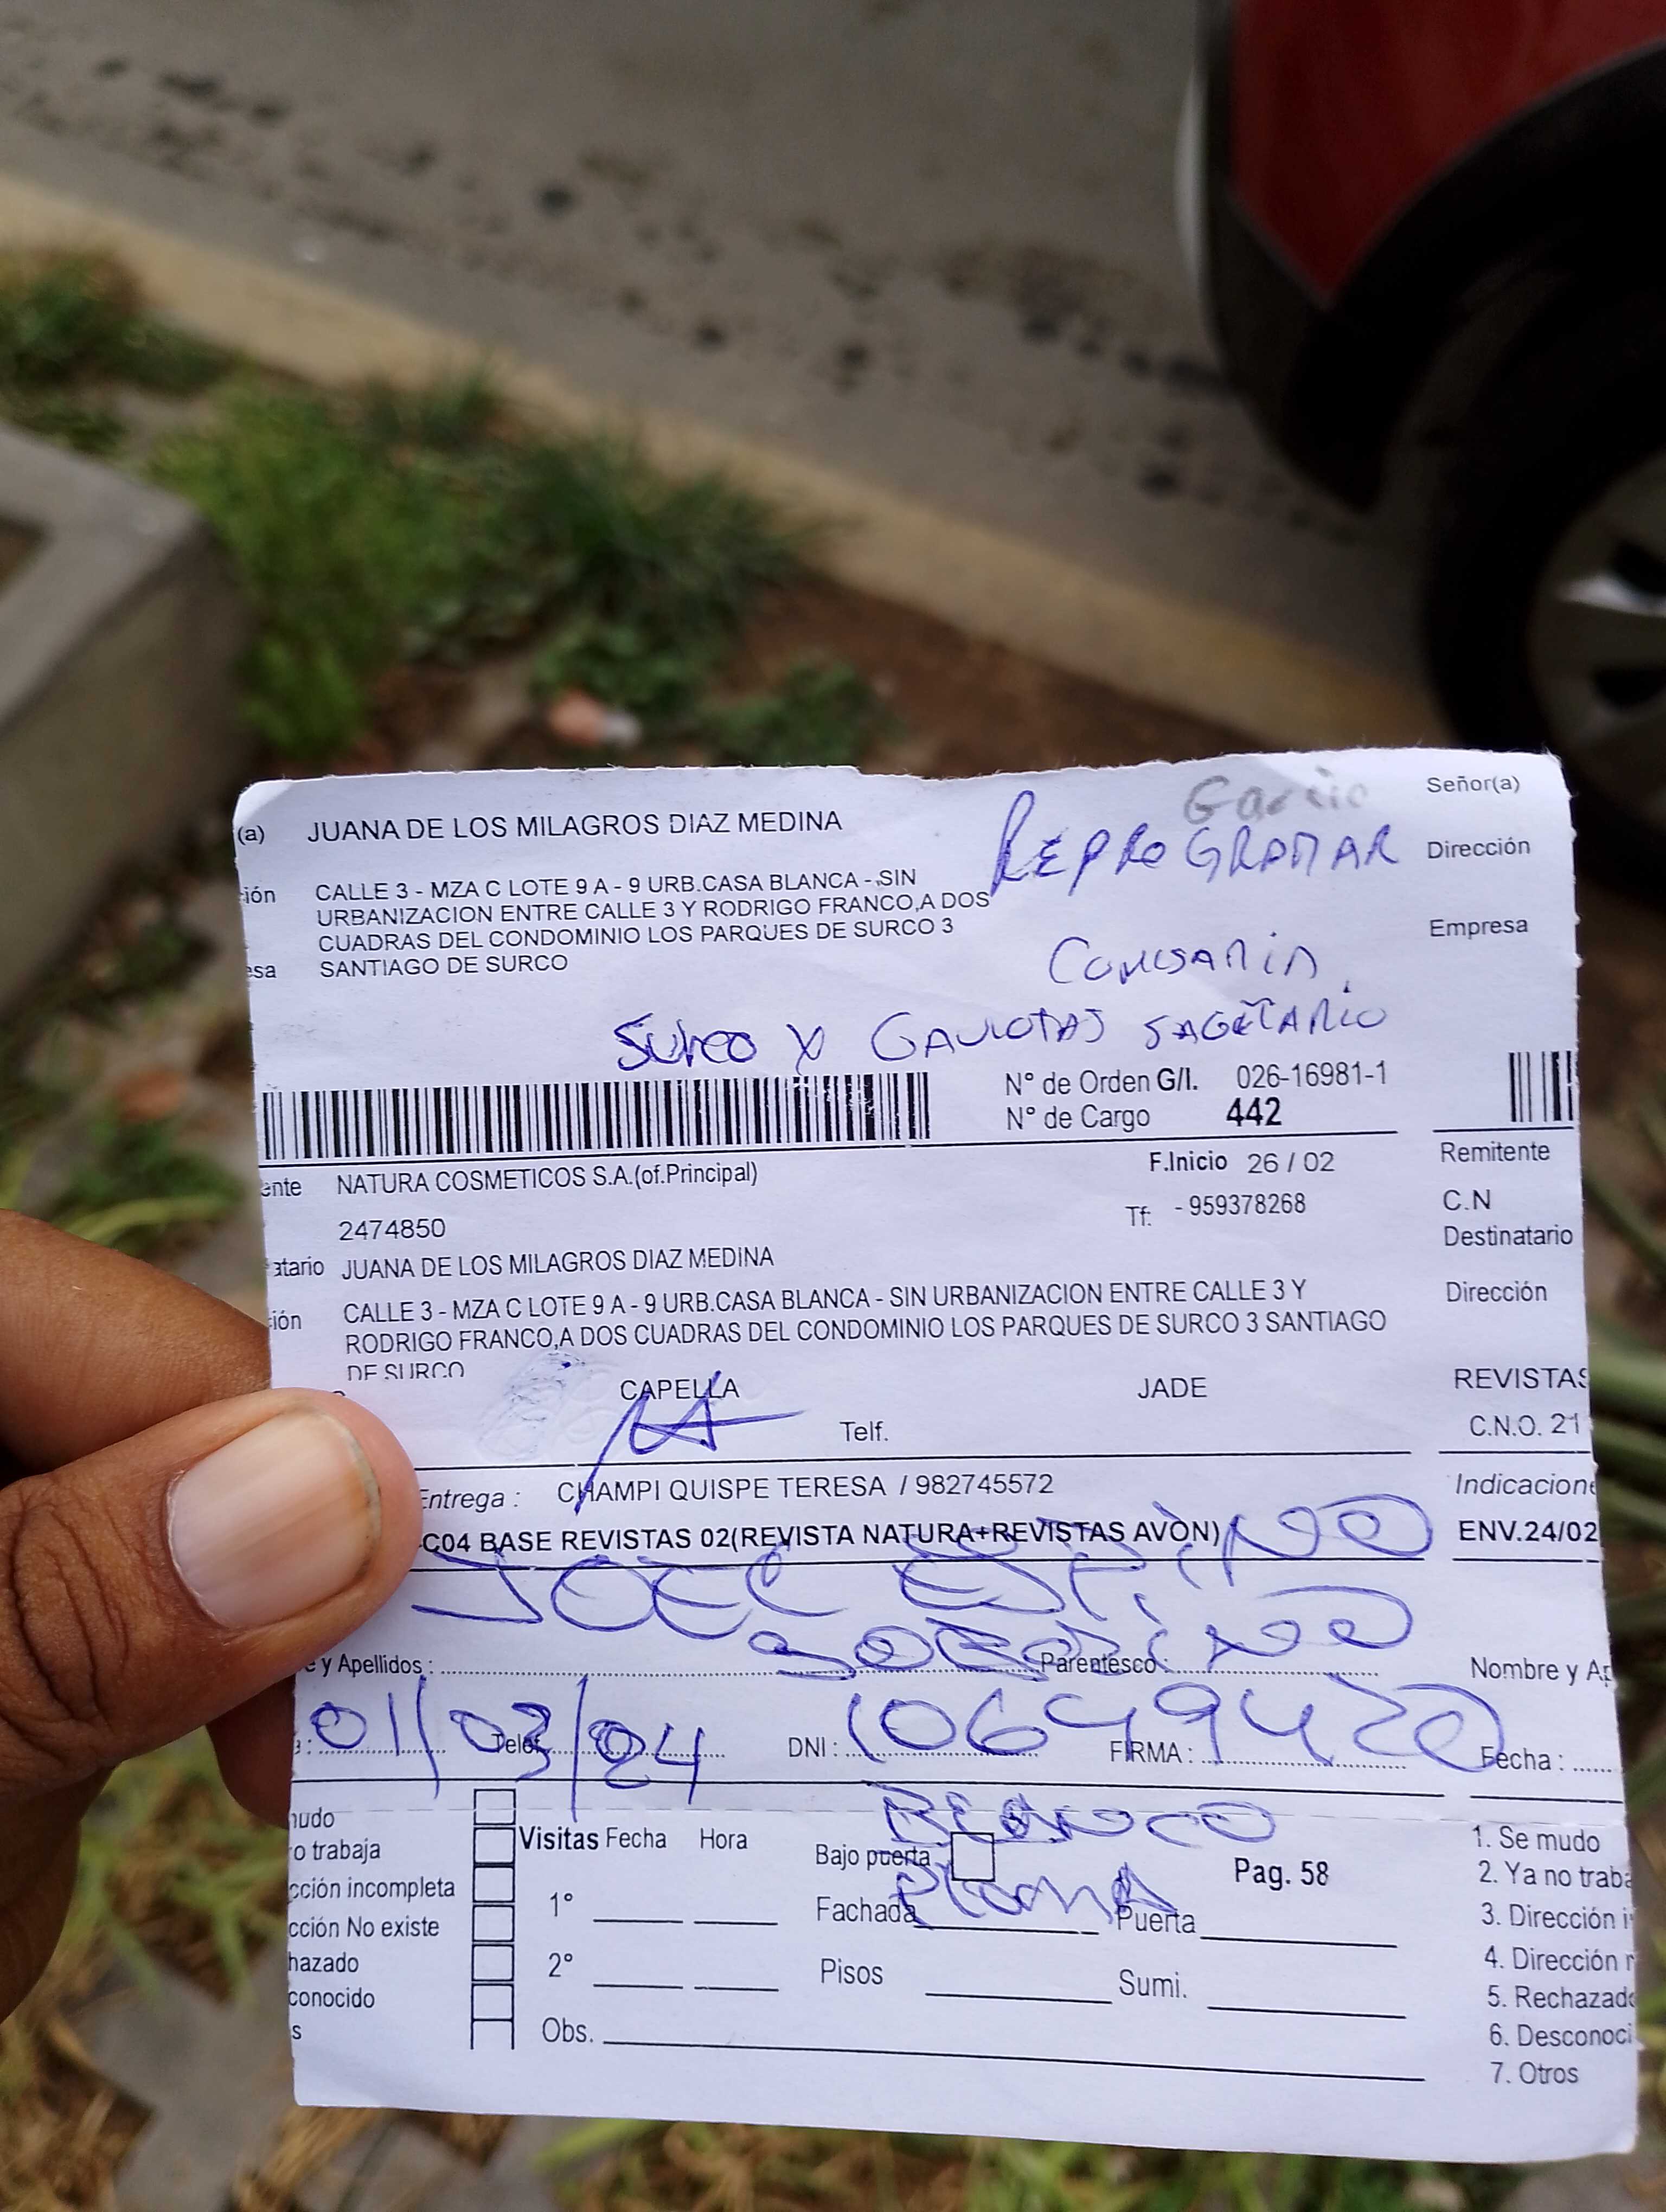 (a) JUANA DE LOS MILAGROS DIAZ MEDINA
Señor(a)
REPROGRAMAR
Dirección
ión CALLE 3 - MZA C LOTE 9 A - 9 URB.CASA BLANCA - SIN
URBANIZACION ENTRE CALLE 3 Y RODRIGO FRANCO,A DOS
CUADRAS DEL CONDOMINIO LOS PARQUES DE SURCO 3
esa SANTIAGO DE SURCO
Empresa
Surco x GAVIOTAS SAGETARIO
N° de Orden G/I. 026-16981-1
N° de Cargo 442
ente NATURA COSMETICOS S.A.(of.Principal)
F.Inicio 26 / 02
Remitente
2474850
Tf: - 959378268
C.N
atario JUANA DE LOS MILAGROS DIAZ MEDINA
Destinatario
ión CALLE 3 - MZA C LOTE 9 A - 9 URB.CASA BLANCA - SIN URBANIZACION ENTRE CALLE 3 Y
RODRIGO FRANCO,A DOS CUADRAS DEL CONDOMINIO LOS PARQUES DE SURCO 3 SANTIAGO
DE SURCO
Dirección
CAPELLA JADE REVISTAS
Telf. C.N.O. 21
Entrega : CHAMPI QUISPE TERESA / 982745572 Indicacione
C04 BASE REVISTAS 02(REVISTA NATURA+REVISTAS AVON) ENV.24/02
JOEL ESPINO
SOBRINO
e y Apellidos : Parentesco : Nombre y Ap
01/03/24 Telef. DNI : 10649420 FIRMA : Fecha :
nudo
o trabaja
cción incompleta
cción No existe
hazado
conocido
s
Visitas Fecha Hora
1°
2°
Obs.
BLANCO
Bajo puerta Pag. 58
PLOMA
Fachada Puerta
Pisos Sumi.
1. Se mudo
2. Ya no traba
3. Dirección i
4. Dirección
5. Rechazad
6. Desconoci
7. Otros